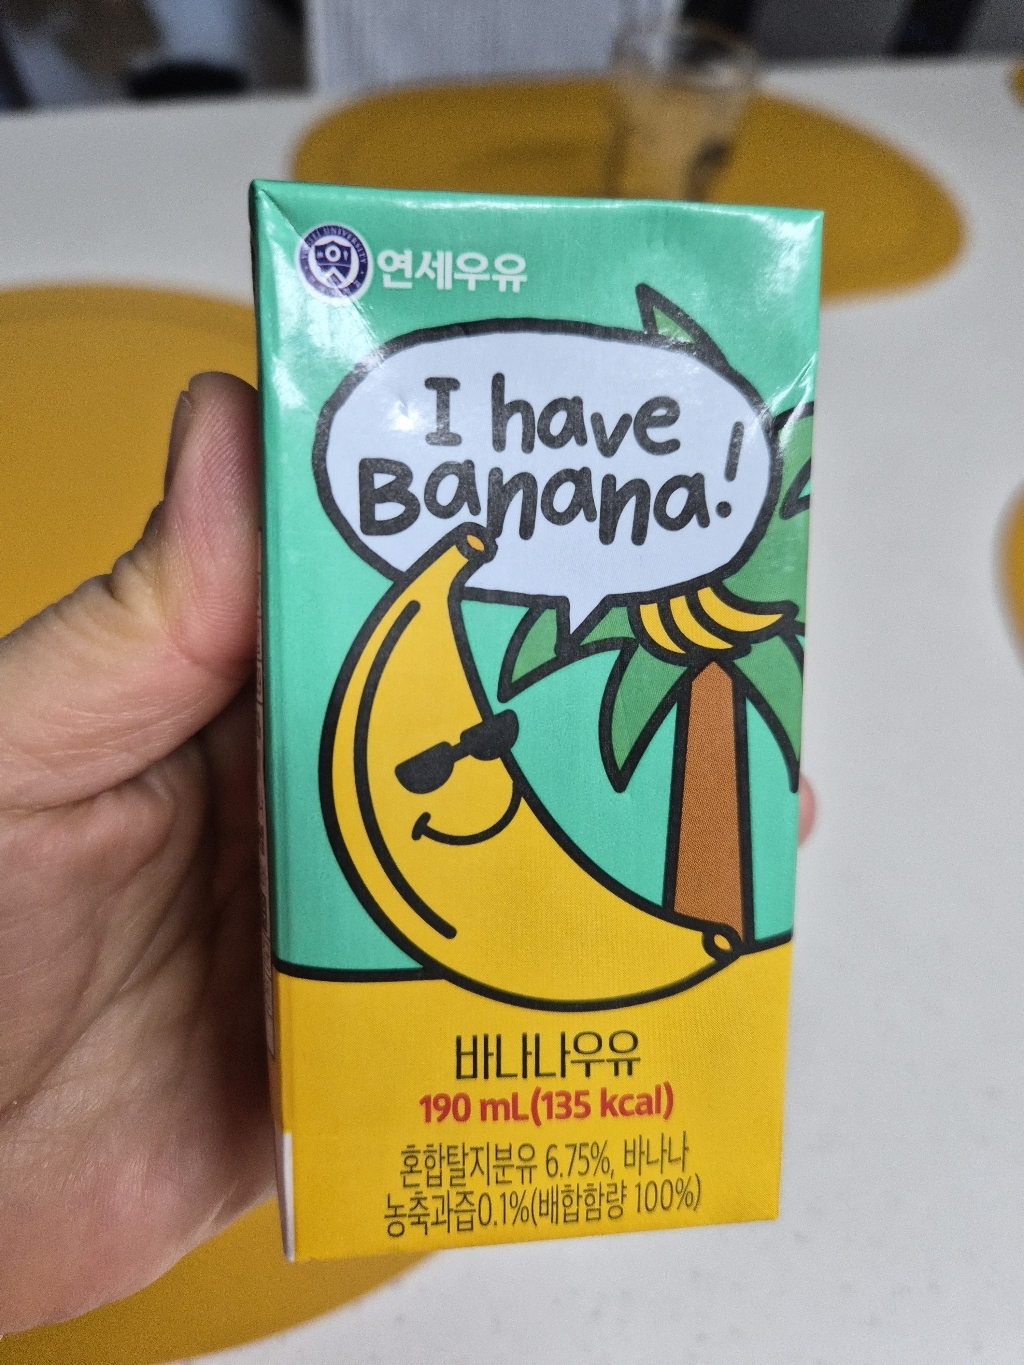 연세우유
I have
Banana!
바나나우유
190 mL(135 kcal)
혼합탈지분유 6.75%, 바나나
농축과즙0.1%(배합함량 100%)